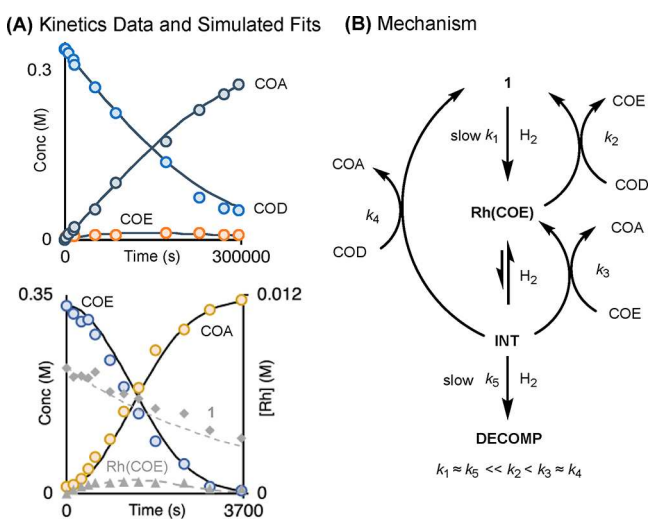 (A) Kinetics Data and Simulated Fits
0.3
Conc (M)
0
COA
COE
COD
0
Time (s)
300000
0.35
Conc (M)
0
COE
COA
1
Rh(COE)
0.012
[Rh] (M)
0
0
Time (s)
3700
(B) Mechanism
1
COE
slow k1 H2
k2
COA
COD
Rh(COE)
k4
COA
COD
H2
k3
COE
INT
slow k5 H2
DECOMP
k1 ≈ k5 << k2 < k3 ≈ k4